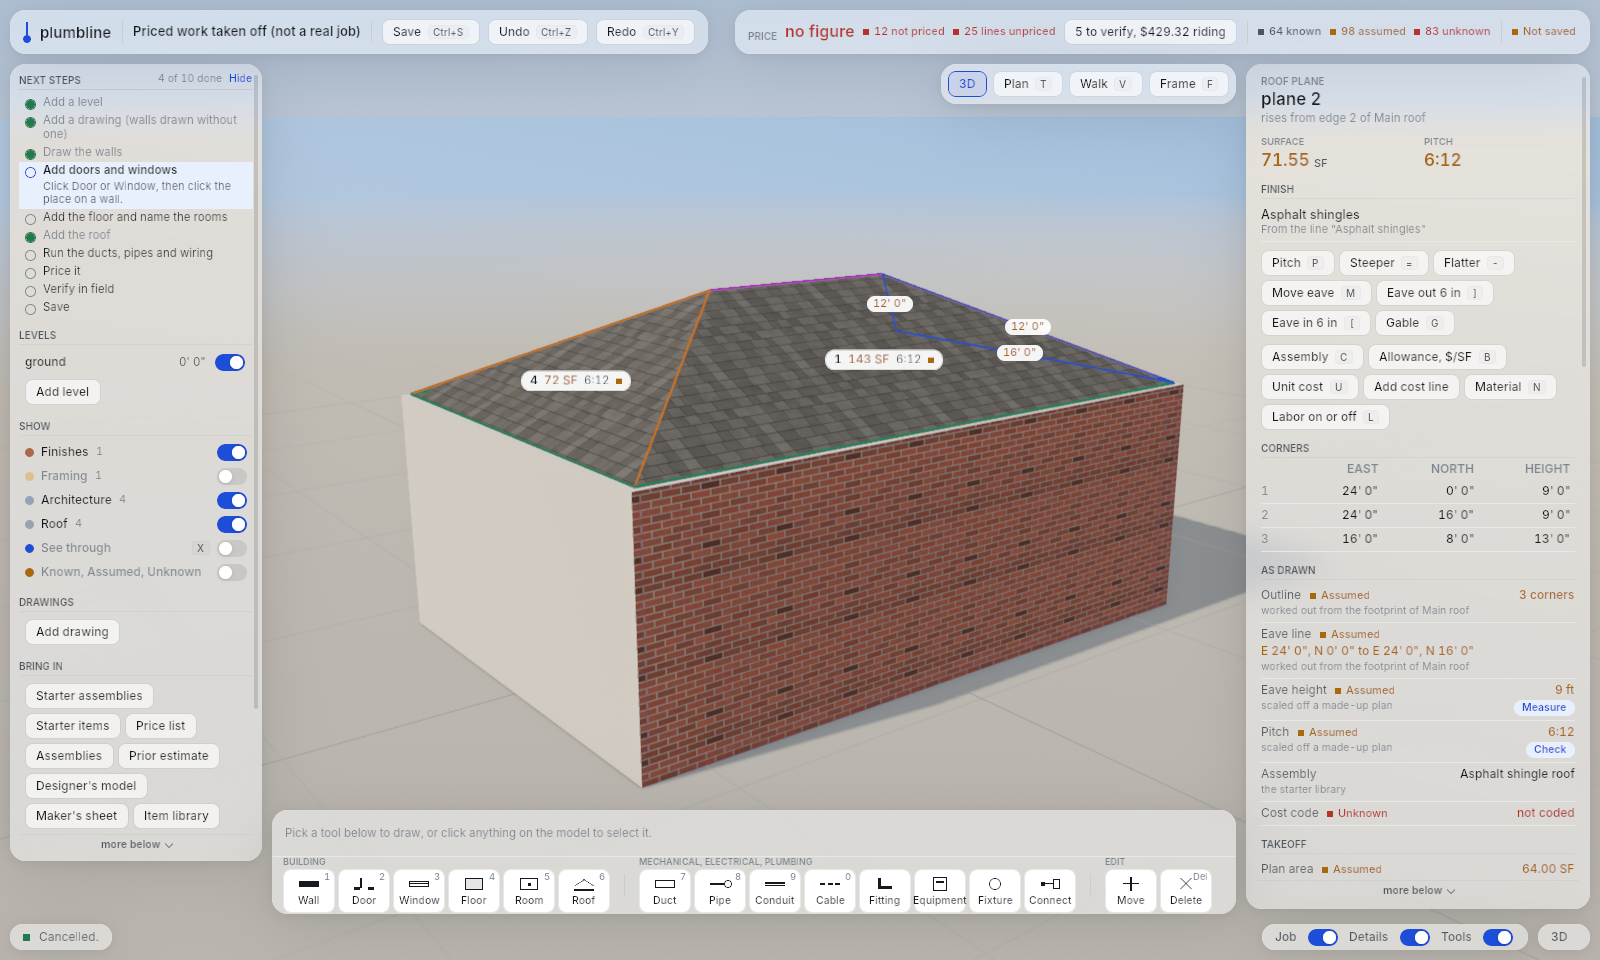 plumbline
Priced work taken off (not a real job)
Save Ctrl+S
Undo Ctrl+Z
Redo Ctrl+Y
PRICE no figure
12 not priced
25 lines unpriced
5 to verify, $429.32 riding
64 known
98 assumed
83 unknown
Not saved
NEXT STEPS
4 of 10 done Hide
Add a level
Add a drawing (walls drawn without
one)
Draw the walls
Add doors and windows
Click Door or Window, then click the
place on a wall.
Add the floor and name the rooms
Add the roof
Run the ducts, pipes and wiring
Price it
Verify in field
Save
LEVELS
ground 0' 0"
Add level
SHOW
Finishes 1
Framing 1
Architecture 4
Roof 4
See through X
Known, Assumed, Unknown
DRAWINGS
Add drawing
BRING IN
Starter assemblies
Starter items
Price list
Assemblies
Prior estimate
Designer's model
Maker's sheet
Item library
more below
3D
Plan T
Walk V
Frame F
12' 0"
12' 0"
16' 0"
1 143 SF 6:12
4 72 SF 6:12
Pick a tool below to draw, or click anything on the model to select it.
BUILDING
Wall 1
Door 2
Window 3
Floor 4
Room 5
Roof 6
MECHANICAL, ELECTRICAL, PLUMBING
Duct 7
Pipe 8
Conduit 9
Cable 0
Fitting
Equipment
Fixture
Connect
EDIT
Move
Delete Del
ROOF PLANE
plane 2
rises from edge 2 of Main roof
SURFACE
71.55 SF
PITCH
6:12
FINISH
Asphalt shingles
From the line "Asphalt shingles"
Pitch P
Steeper =
Flatter -
Move eave M
Eave out 6 in ]
Eave in 6 in [
Gable G
Assembly C
Allowance, $/SF B
Unit cost U
Add cost line
Material N
Labor on or off L
CORNERS
EAST NORTH HEIGHT
1 24' 0" 0' 0" 9' 0"
2 24' 0" 16' 0" 9' 0"
3 16' 0" 8' 0" 13' 0"
AS DRAWN
Outline Assumed 3 corners
worked out from the footprint of Main roof
Eave line Assumed
E 24' 0", N 0' 0" to E 24' 0", N 16' 0"
worked out from the footprint of Main roof
Eave height Assumed 9 ft
scaled off a made-up plan Measure
Pitch Assumed 6:12
scaled off a made-up plan Check
Assembly Asphalt shingle roof
the starter library
Cost code Unknown not coded
TAKEOFF
Plan area Assumed 64.00 SF
more below
Cancelled.
Job
Details
Tools
3D